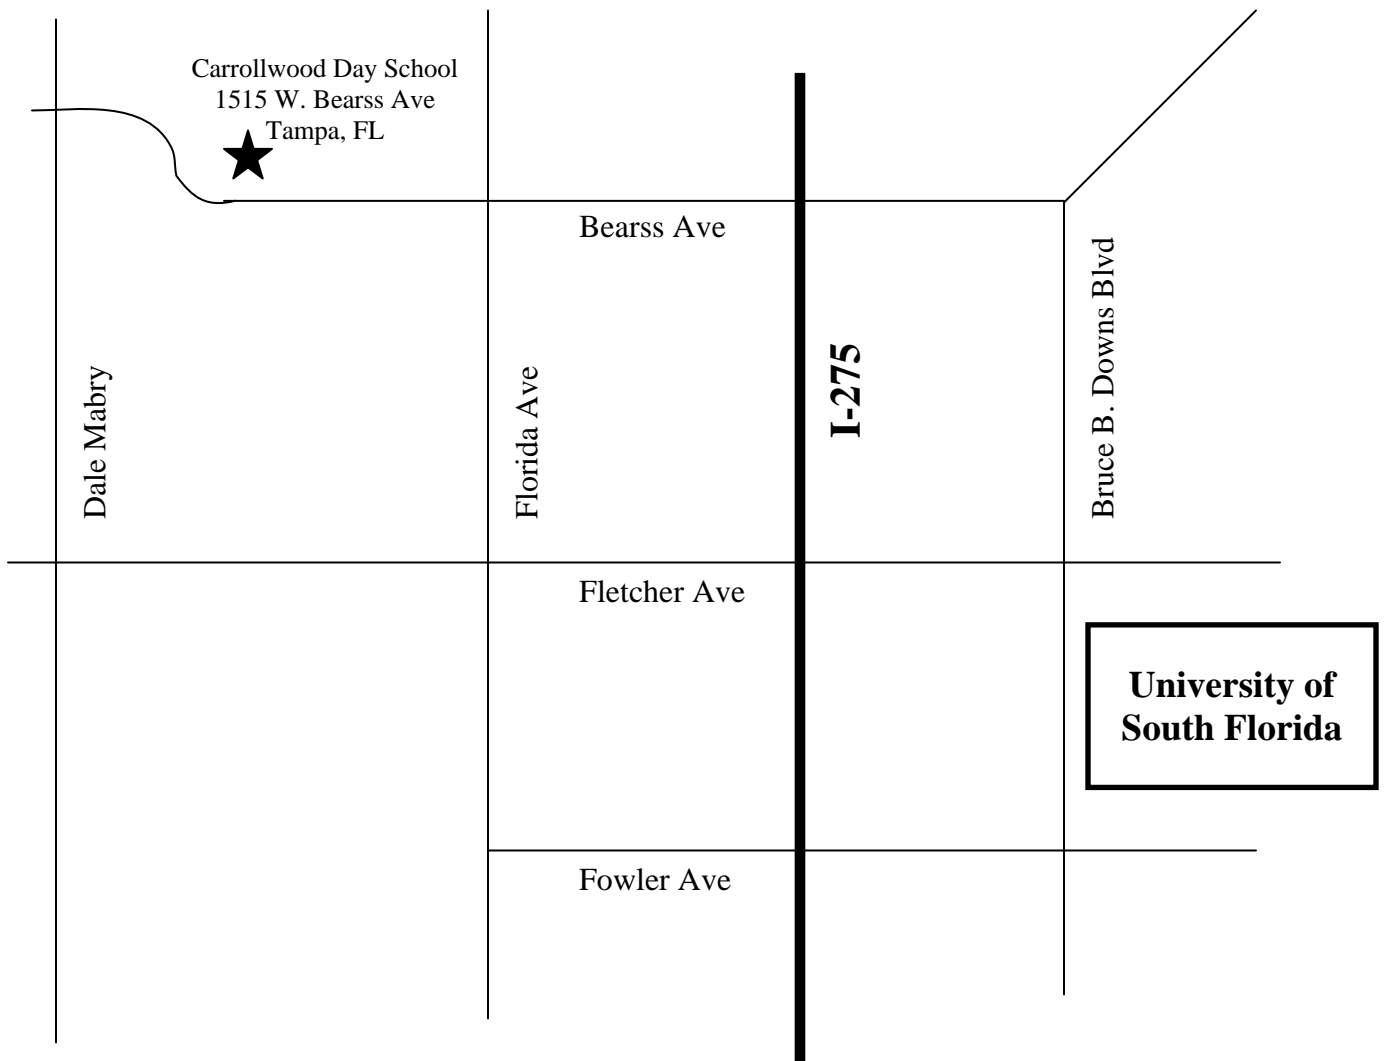 Carrollwood Day School
1515 W. Bearss Ave
Tampa, FL
Bearss Ave
Dale Mabry
Florida Ave
I-275
Bruce B. Downs Blvd
Fletcher Ave
University of
South Florida
Fowler Ave